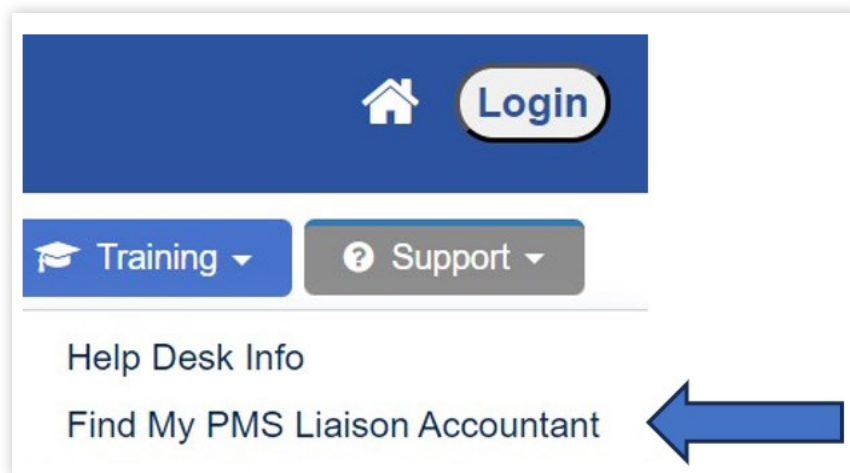 Login
Training Support
Help Desk Info
Find My PMS Liaison Accountant